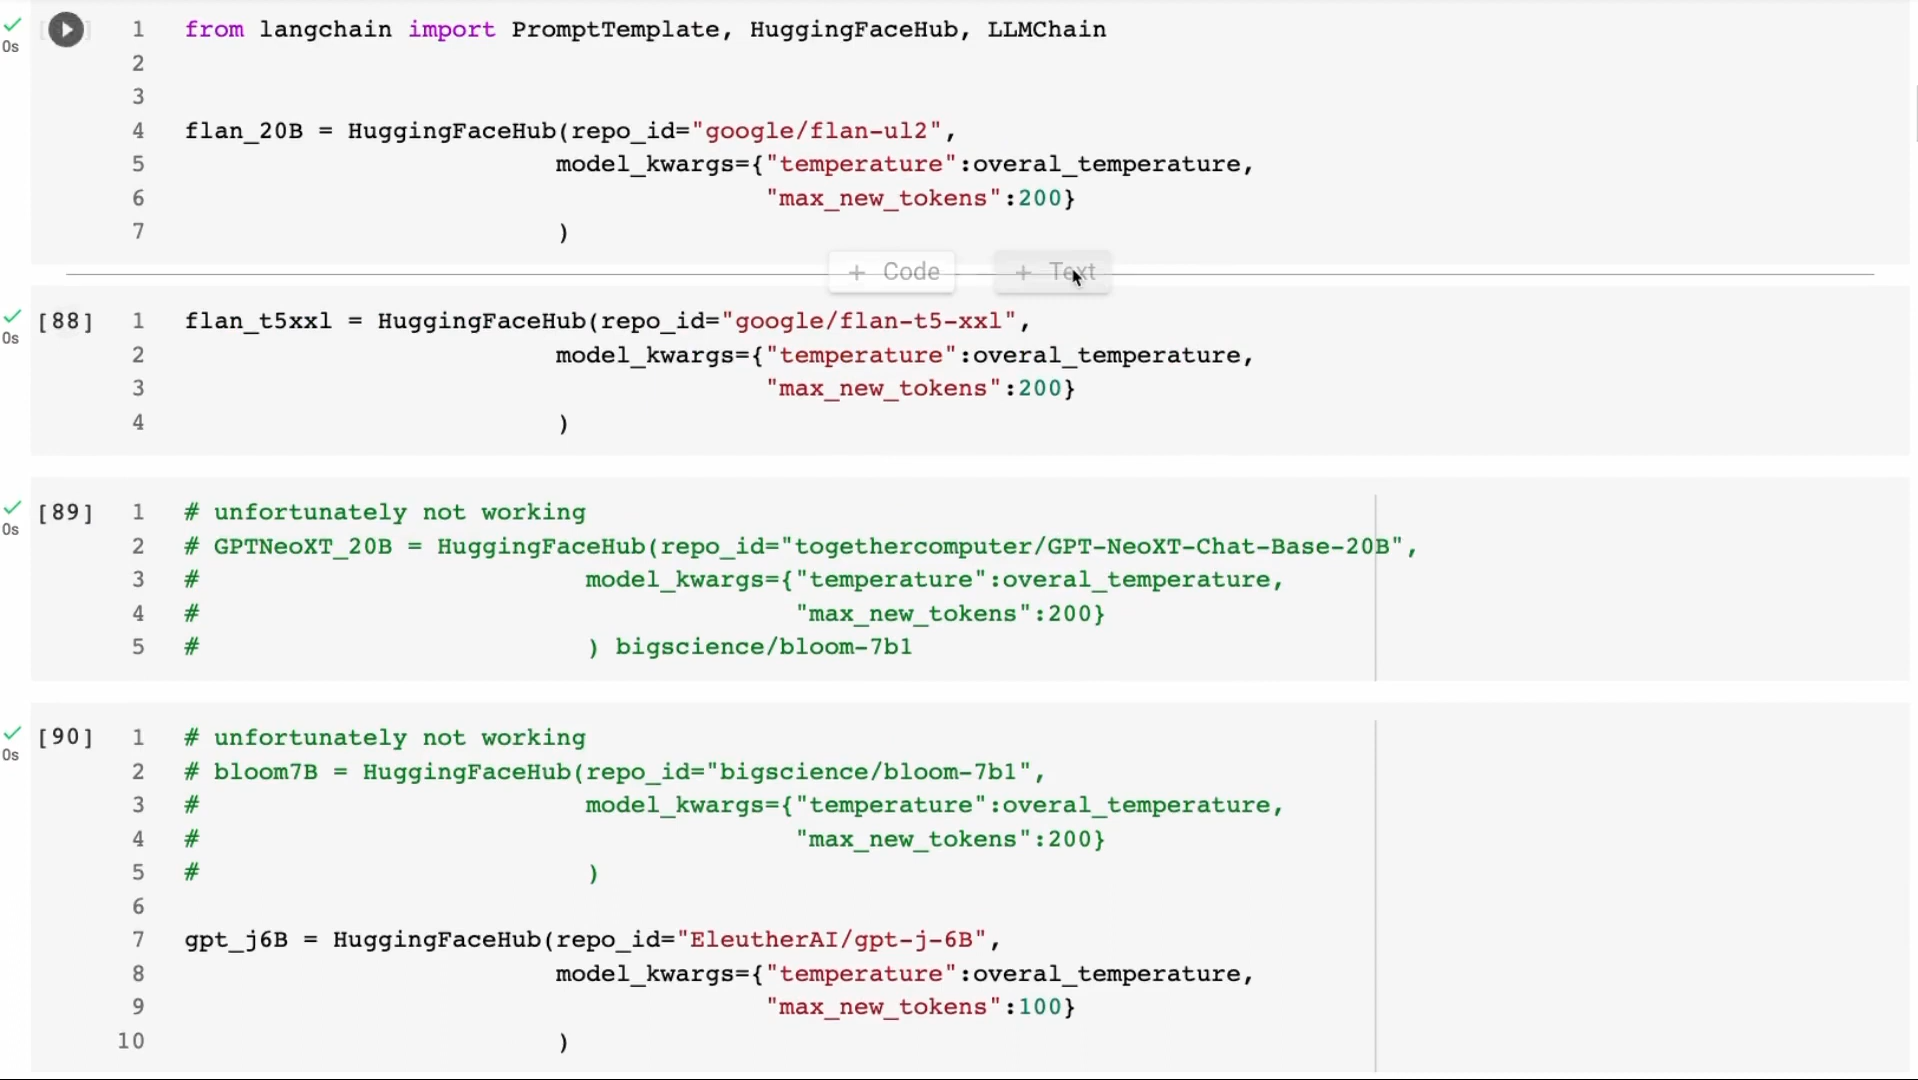 0s
1 from langchain import PromptTemplate, HuggingFaceHub, LLMChain
2
3
4 flan_20B = HuggingFaceHub(repo_id="google/flan-ul2",
5 model_kwargs={"temperature":overal_temperature,
6 "max_new_tokens":200}
7 )
+ Code + Text
0s
[88] 1 flan_t5xxl = HuggingFaceHub(repo_id="google/flan-t5-xxl",
2 model_kwargs={"temperature":overal_temperature,
3 "max_new_tokens":200}
4 )
0s
[89] 1 # unfortunately not working
2 # GPTNeoXT_20B = HuggingFaceHub(repo_id="togethercomputer/GPT-NeoXT-Chat-Base-20B",
3 # model_kwargs={"temperature":overal_temperature,
4 # "max_new_tokens":200}
5 # ) bigscience/bloom-7b1
0s
[90] 1 # unfortunately not working
2 # bloom7B = HuggingFaceHub(repo_id="bigscience/bloom-7b1",
3 # model_kwargs={"temperature":overal_temperature,
4 # "max_new_tokens":200}
5 # )
6
7 gpt_j6B = HuggingFaceHub(repo_id="EleutherAI/gpt-j-6B",
8 model_kwargs={"temperature":overal_temperature,
9 "max_new_tokens":100}
10 )